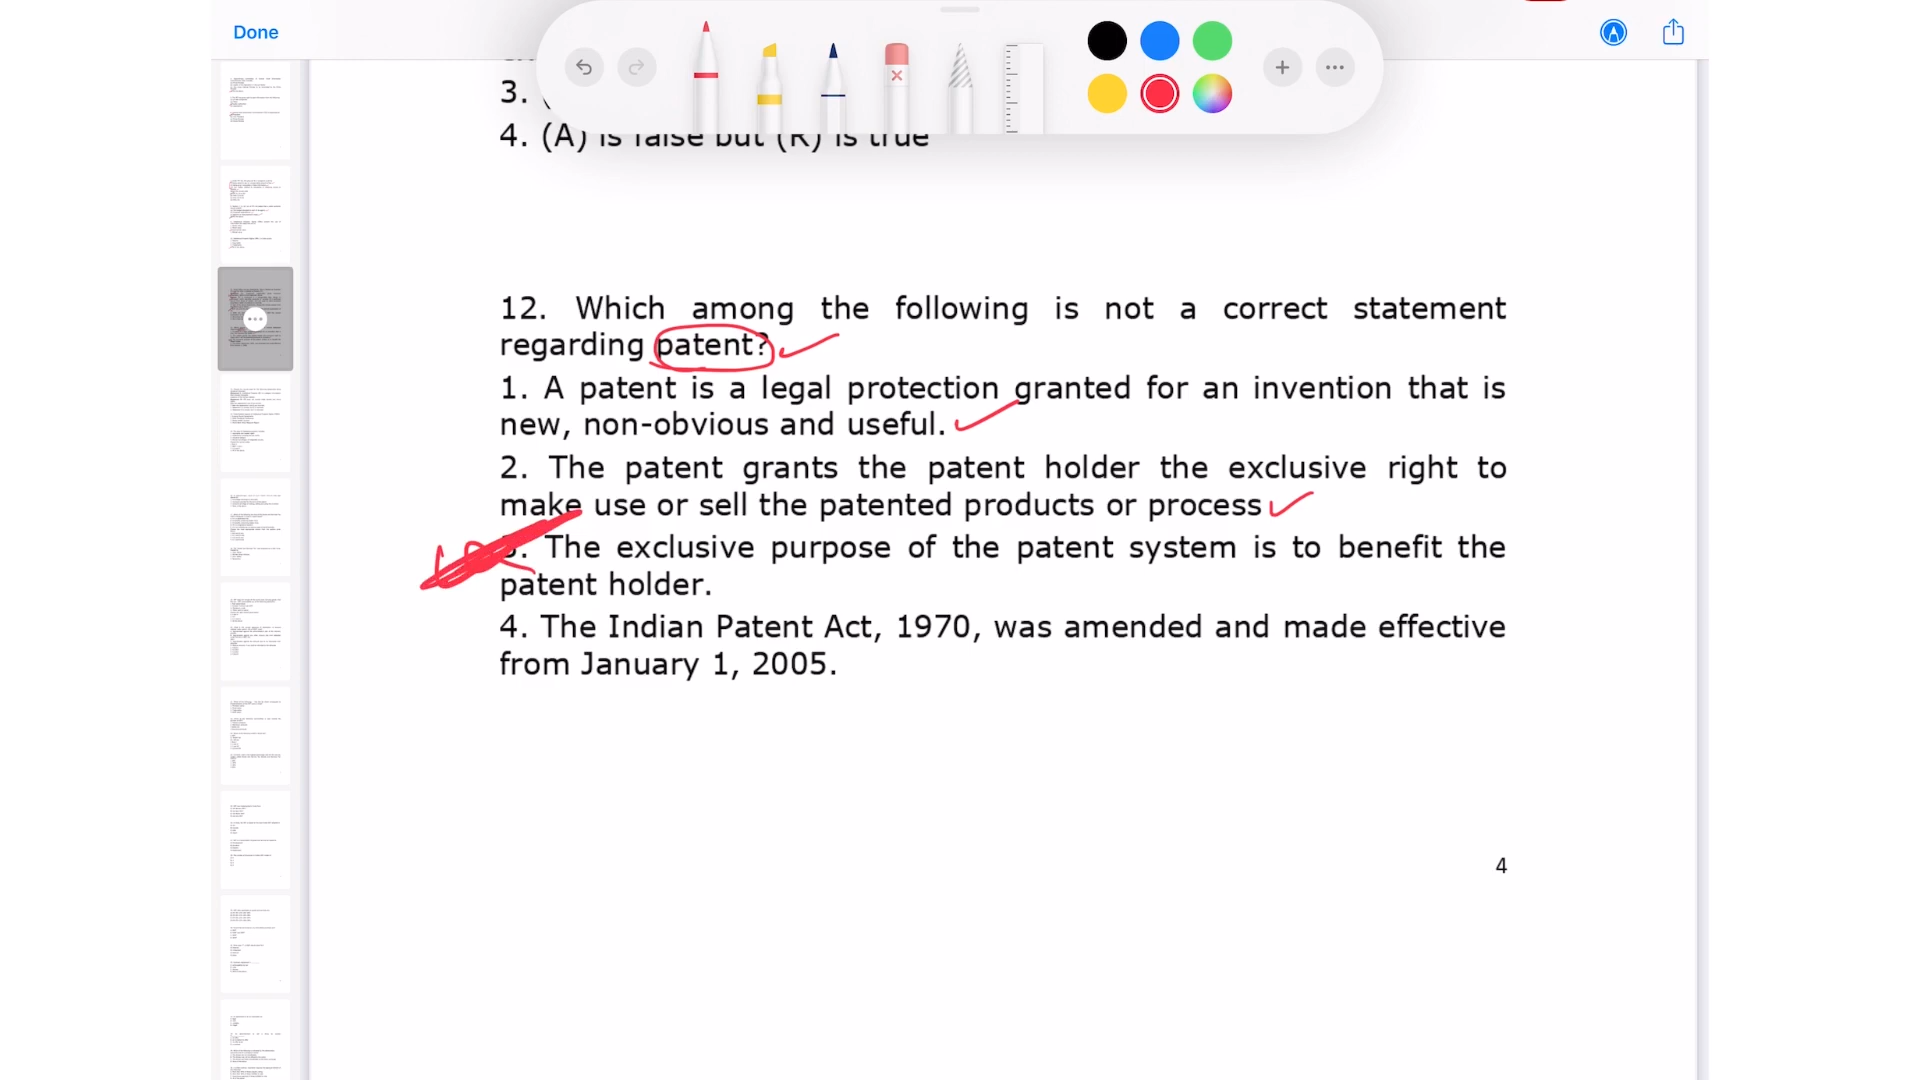 Done
3. (
4. (A) is false but (R) is true
12. Which among the following is not a correct statement
regarding patent?
1. A patent is a legal protection granted for an invention that is
new, non-obvious and useful.
2. The patent grants the patent holder the exclusive right to
make use or sell the patented products or process
3. The exclusive purpose of the patent system is to benefit the
patent holder.
4. The Indian Patent Act, 1970, was amended and made effective
from January 1, 2005.
4